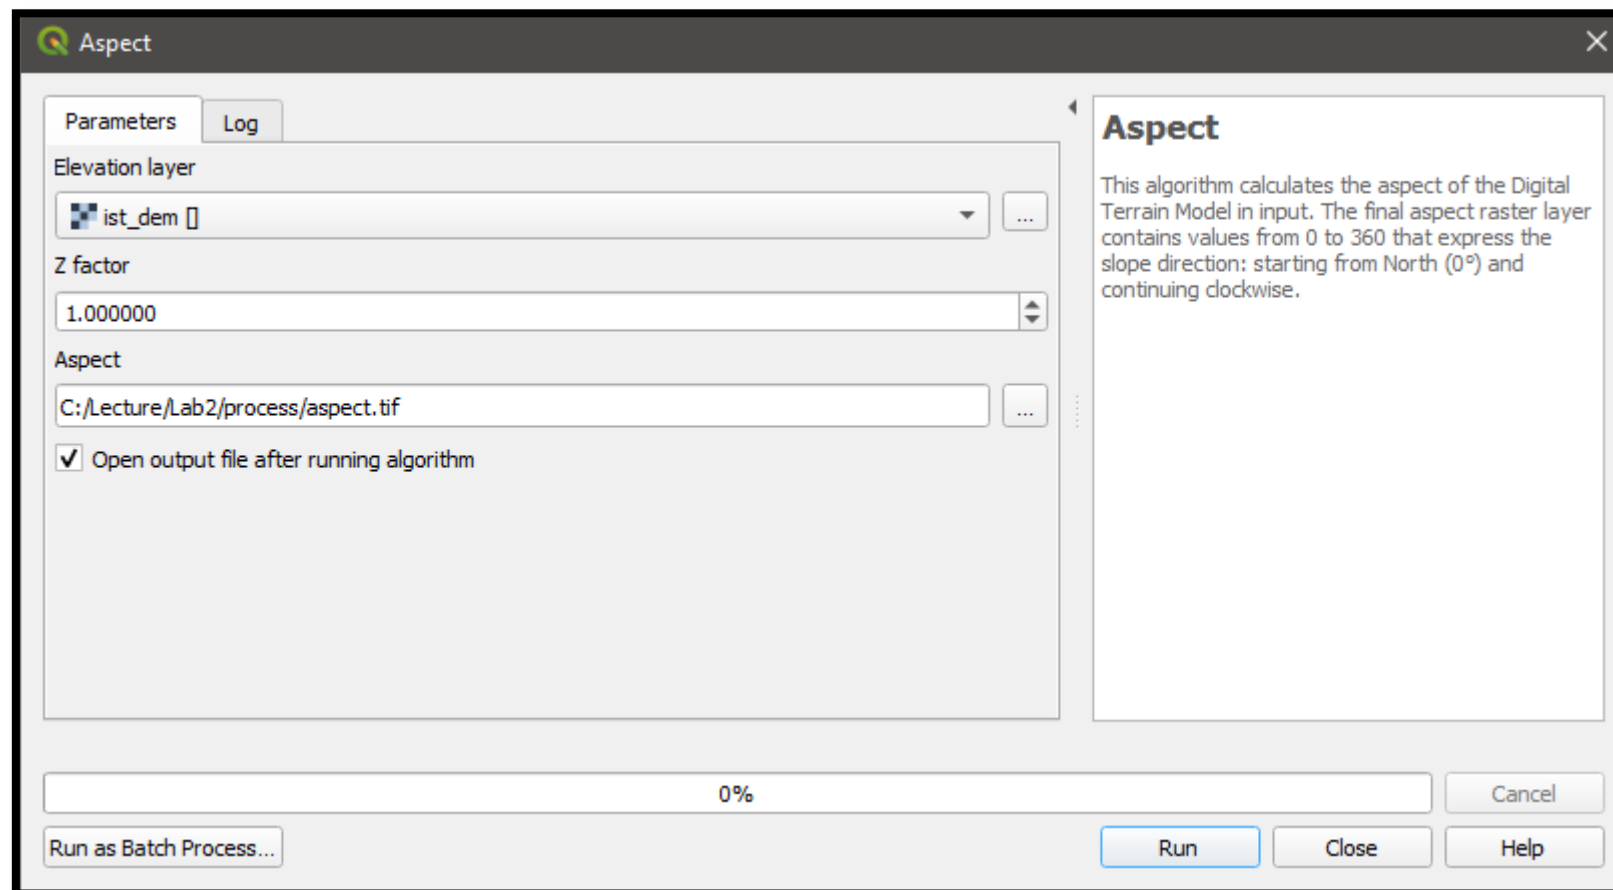 Aspect
Parameters
Log
Elevation layer
ist_dem []
...
Z factor
1.000000
Aspect
C:/Lecture/Lab2/process/aspect.tif
...
Open output file after running algorithm
Aspect
This algorithm calculates the aspect of the Digital
Terrain Model in input. The final aspect raster layer
contains values from 0 to 360 that express the
slope direction: starting from North (0°) and
continuing clockwise.
0%
Cancel
Run as Batch Process...
Run
Close
Help